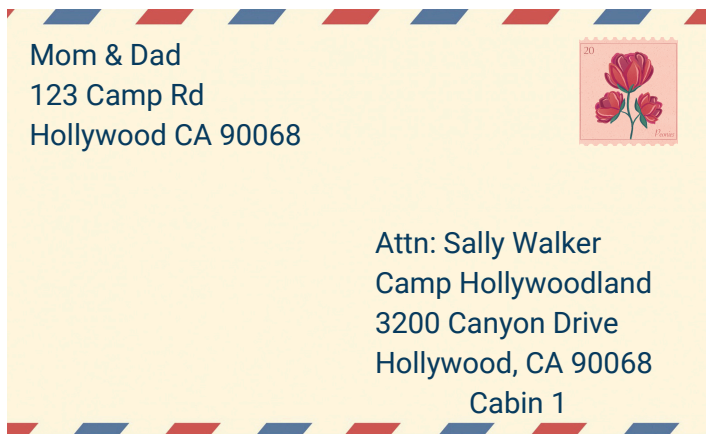 Mom & Dad
123 Camp Rd
Hollywood CA 90068
20
Peonies
Attn: Sally Walker
Camp Hollywoodland
3200 Canyon Drive
Hollywood, CA 90068
Cabin 1